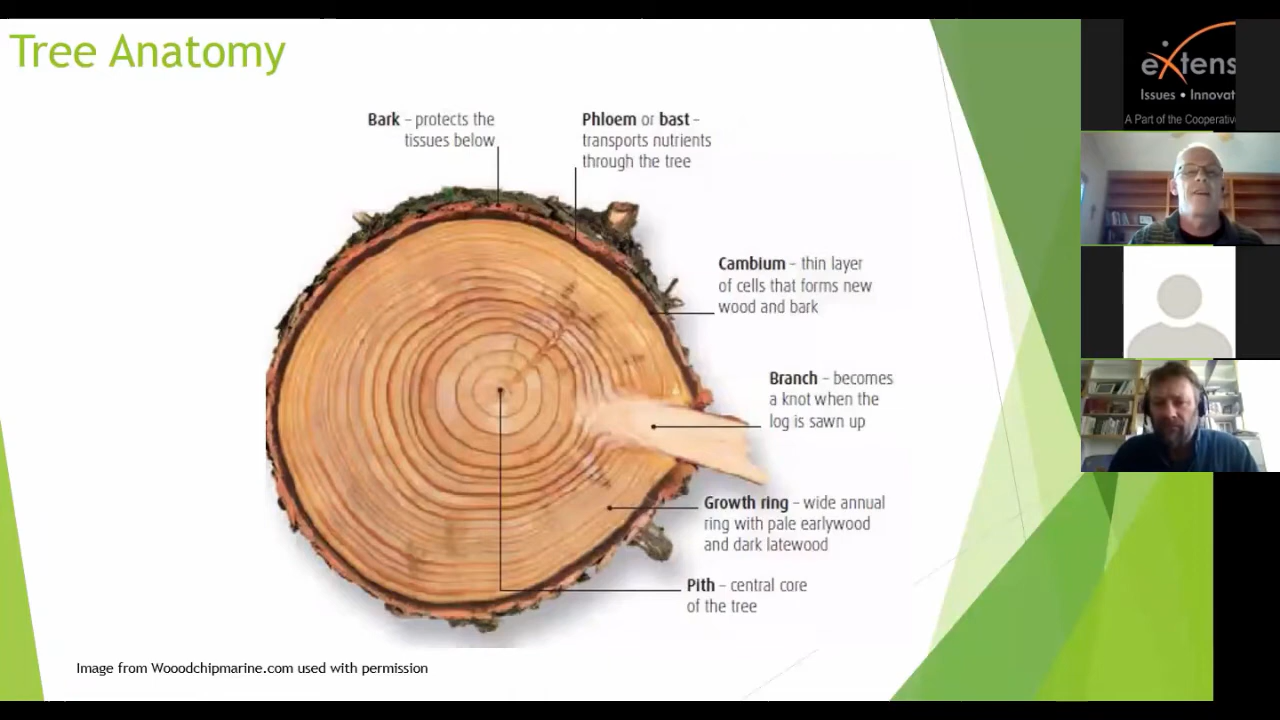 Tree Anatomy
Bark – protects the
tissues below
Phloem or bast –
transports nutrients
through the tree
Cambium – thin layer
of cells that forms new
wood and bark
Branch – becomes
a knot when the
log is sawn up
Growth ring – wide annual
ring with pale earlywood
and dark latewood
Pith – central core
of the tree
Image from Wooodchipmarine.com used with permission
eXtens
Issues • Innovat
A Part of the Cooperativ